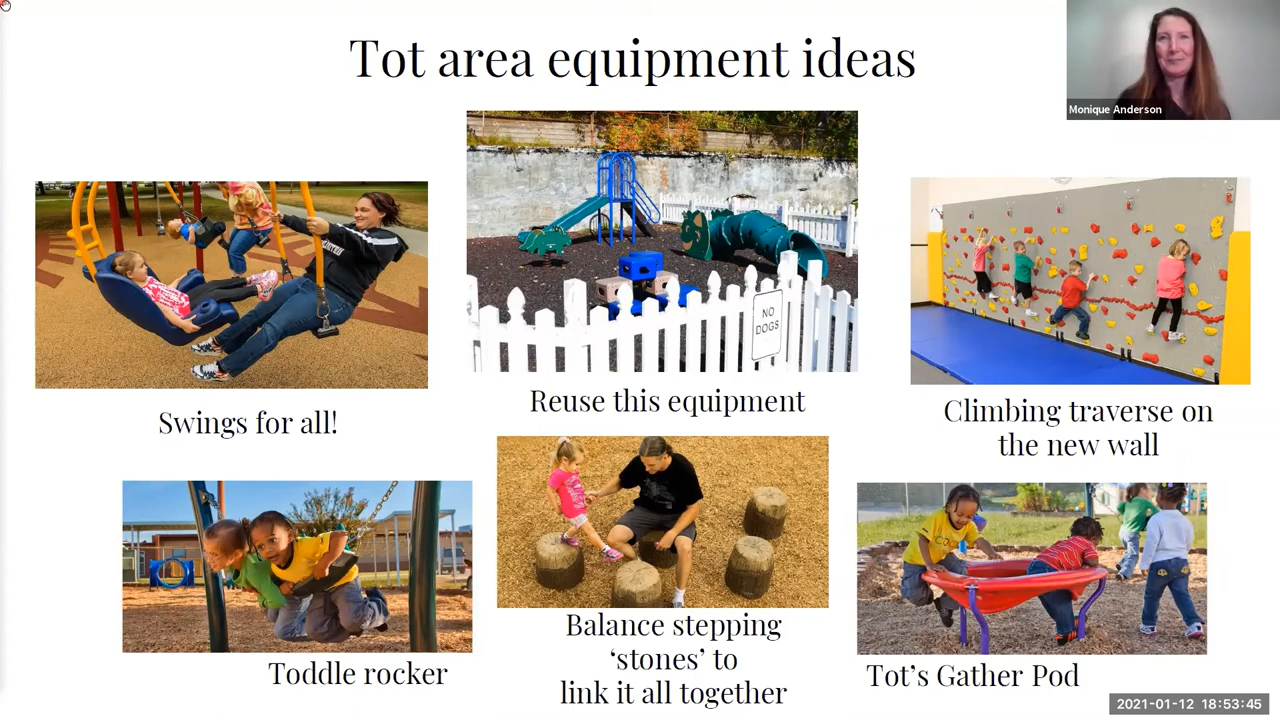 Tot area equipment ideas
Monique Anderson
NO
DOGS
Swings for all!
Reuse this equipment
Climbing traverse on
the new wall
Toddle rocker
Balance stepping
‘stones’ to
link it all together
Tot’s Gather Pod
2021-01-12 18:53:45